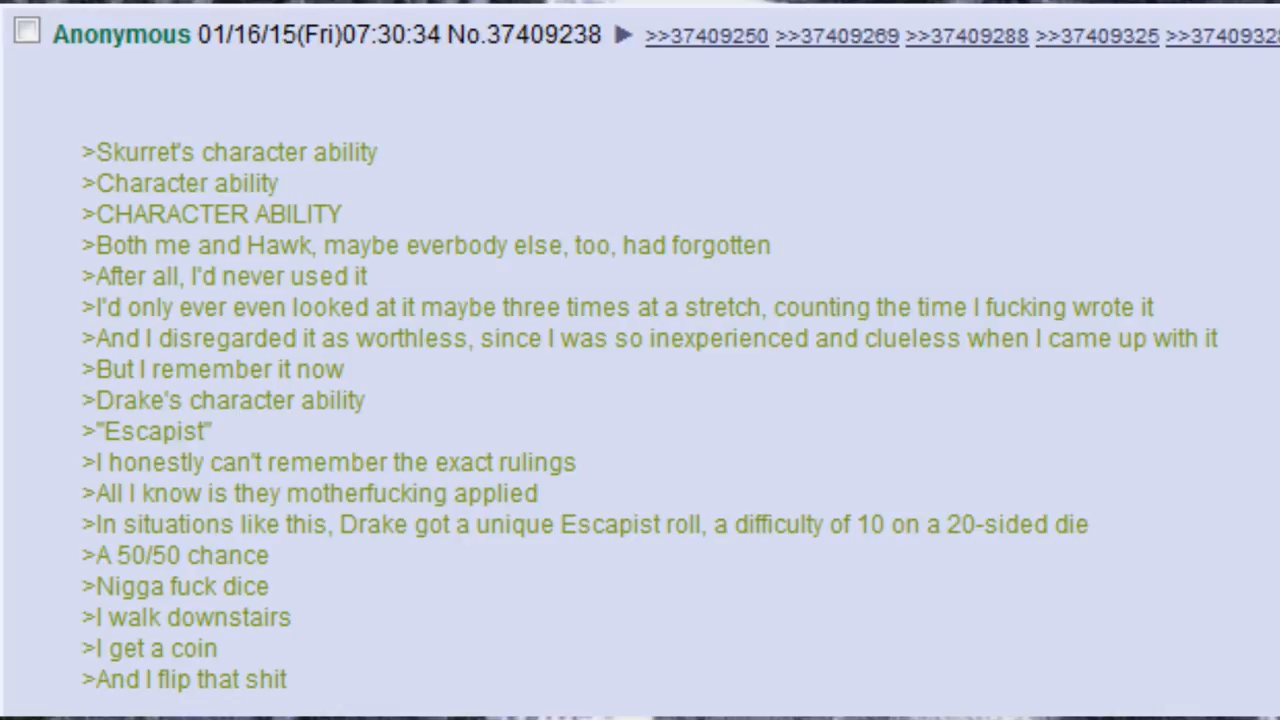 Anonymous 01/16/15(Fri)07:30:34 No.37409238 ▶ >>37409250 >>37409269 >>37409288 >>37409325 >>3740932
>Skurret's character ability
>Character ability
>CHARACTER ABILITY
>Both me and Hawk, maybe everbody else, too, had forgotten
>After all, I'd never used it
>I'd only ever even looked at it maybe three times at a stretch, counting the time I fucking wrote it
>And I disregarded it as worthless, since I was so inexperienced and clueless when I came up with it
>But I remember it now
>Drake's character ability
>"Escapist"
>I honestly can't remember the exact rulings
>All I know is they motherfucking applied
>In situations like this, Drake got a unique Escapist roll, a difficulty of 10 on a 20-sided die
>A 50/50 chance
>Nigga fuck dice
>I walk downstairs
>I get a coin
>And I flip that shit